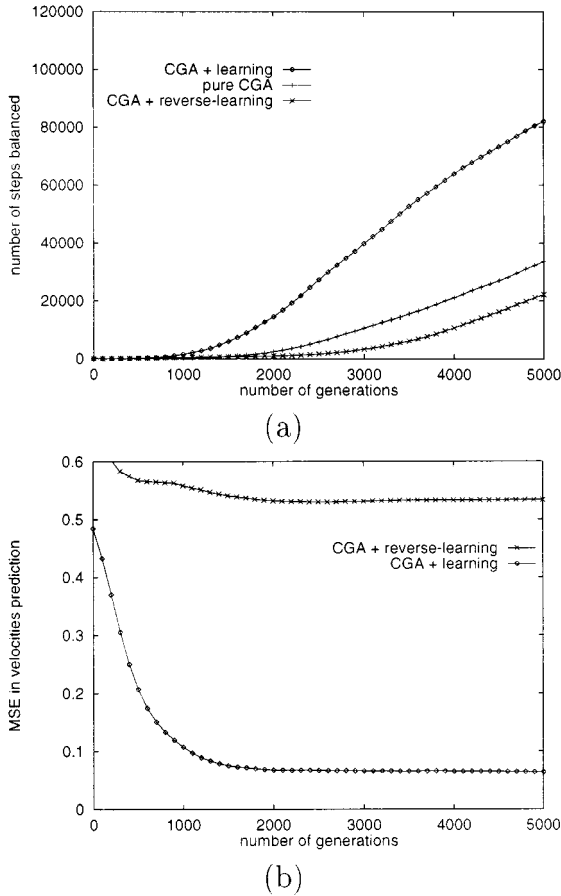 120000
100000
80000
60000
40000
20000
0
number of steps balanced
CGA + learning
pure CGA
CGA + reverse-learning
0 1000 2000 3000 4000 5000
number of generations
(a)
0.6
0.5
0.4
0.3
0.2
0.1
0
MSE in velocities prediction
CGA + reverse-learning
CGA + learning
0 1000 2000 3000 4000 5000
number of generations
(b)